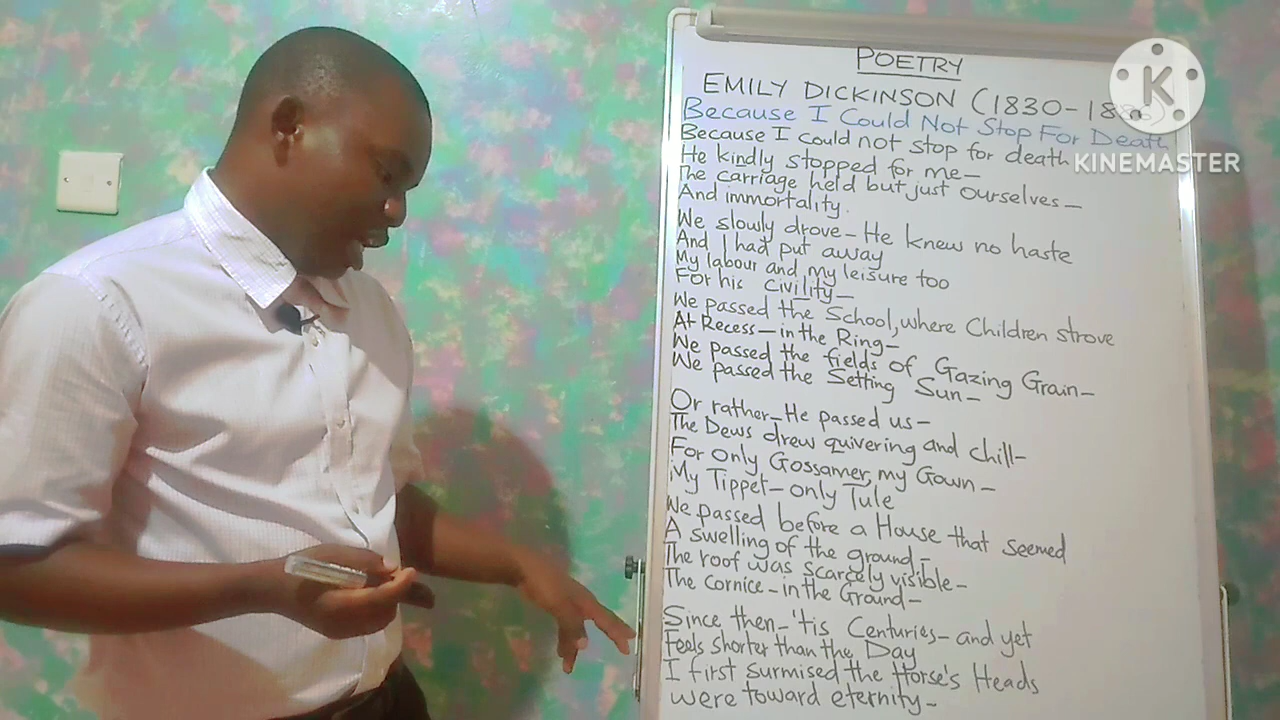 POETRY
EMILY DICKINSON (1830-188
Because I Could Not Stop For Death
Because I could not stop for death
He kindly stopped for me—
The carriage held but just ourselves—
And immortality.
We slowly drove—He knew no haste
And I had put away
My labour and my leisure too
For his civility—
We passed the School, where Children strove
At Recess—in the Ring—
We passed the fields of Gazing Grain—
We passed the Setting Sun—
Or rather—He passed us—
The Dews drew quivering and chill—
For Only Gossamer, my Gown—
My Tippet—only Tule
We passed before a House that seemed
A swelling of the ground—
The roof was scarcely visible—
The Cornice—in the Ground—
Since then—'tis Centuries—and yet
Feels shorter than the Day
I first surmised the Horse's Heads
were toward eternity—
K
KINEMASTER